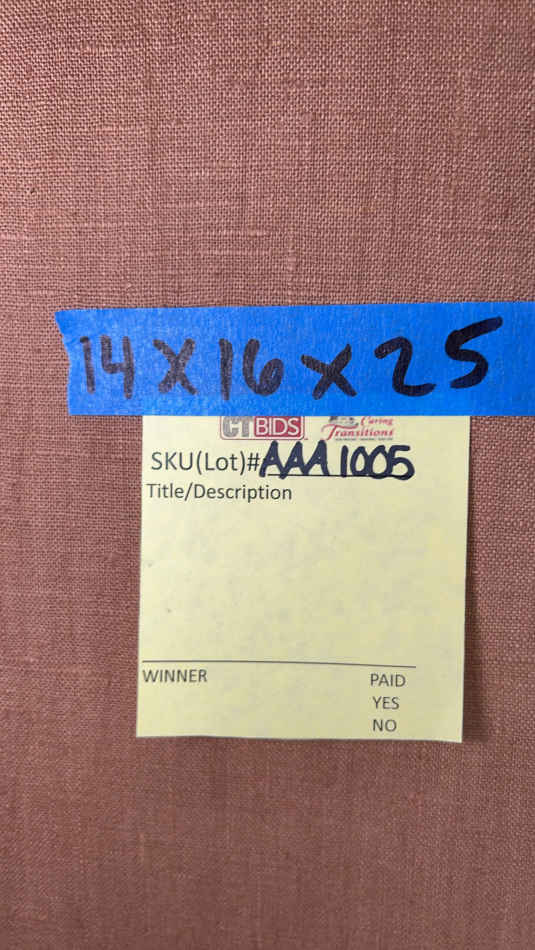 14 X 16 X 25
CTBIDS Caring
Transitions
SKU(Lot)#AAA1005
Title/Description
WINNER PAID
YES
NO